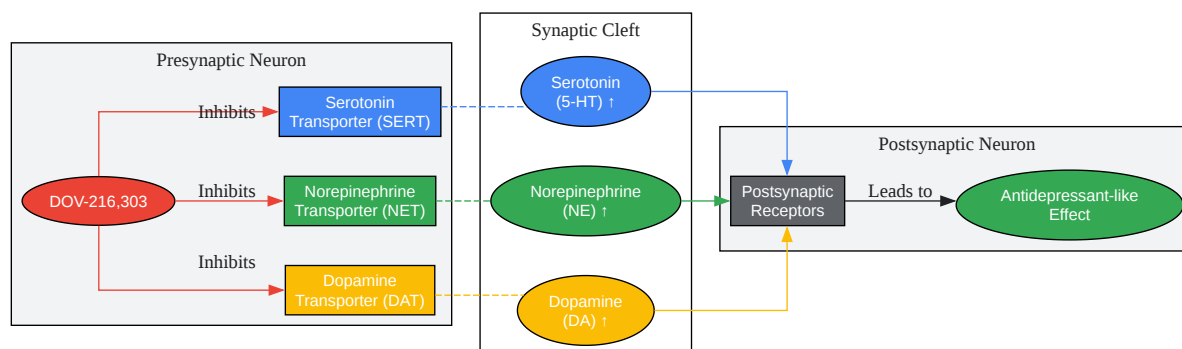 Synaptic Cleft
Presynaptic Neuron
Serotonin
(5-HT) ↑
Inhibits
Serotonin
Transporter (SERT)
Postsynaptic Neuron
DOV-216,303
Inhibits
Norepinephrine
Transporter (NET)
Norepinephrine
(NE) ↑
Postsynaptic
Receptors
Leads to
Antidepressant-like
Effect
Inhibits
Dopamine
Transporter (DAT)
Dopamine
(DA) ↑